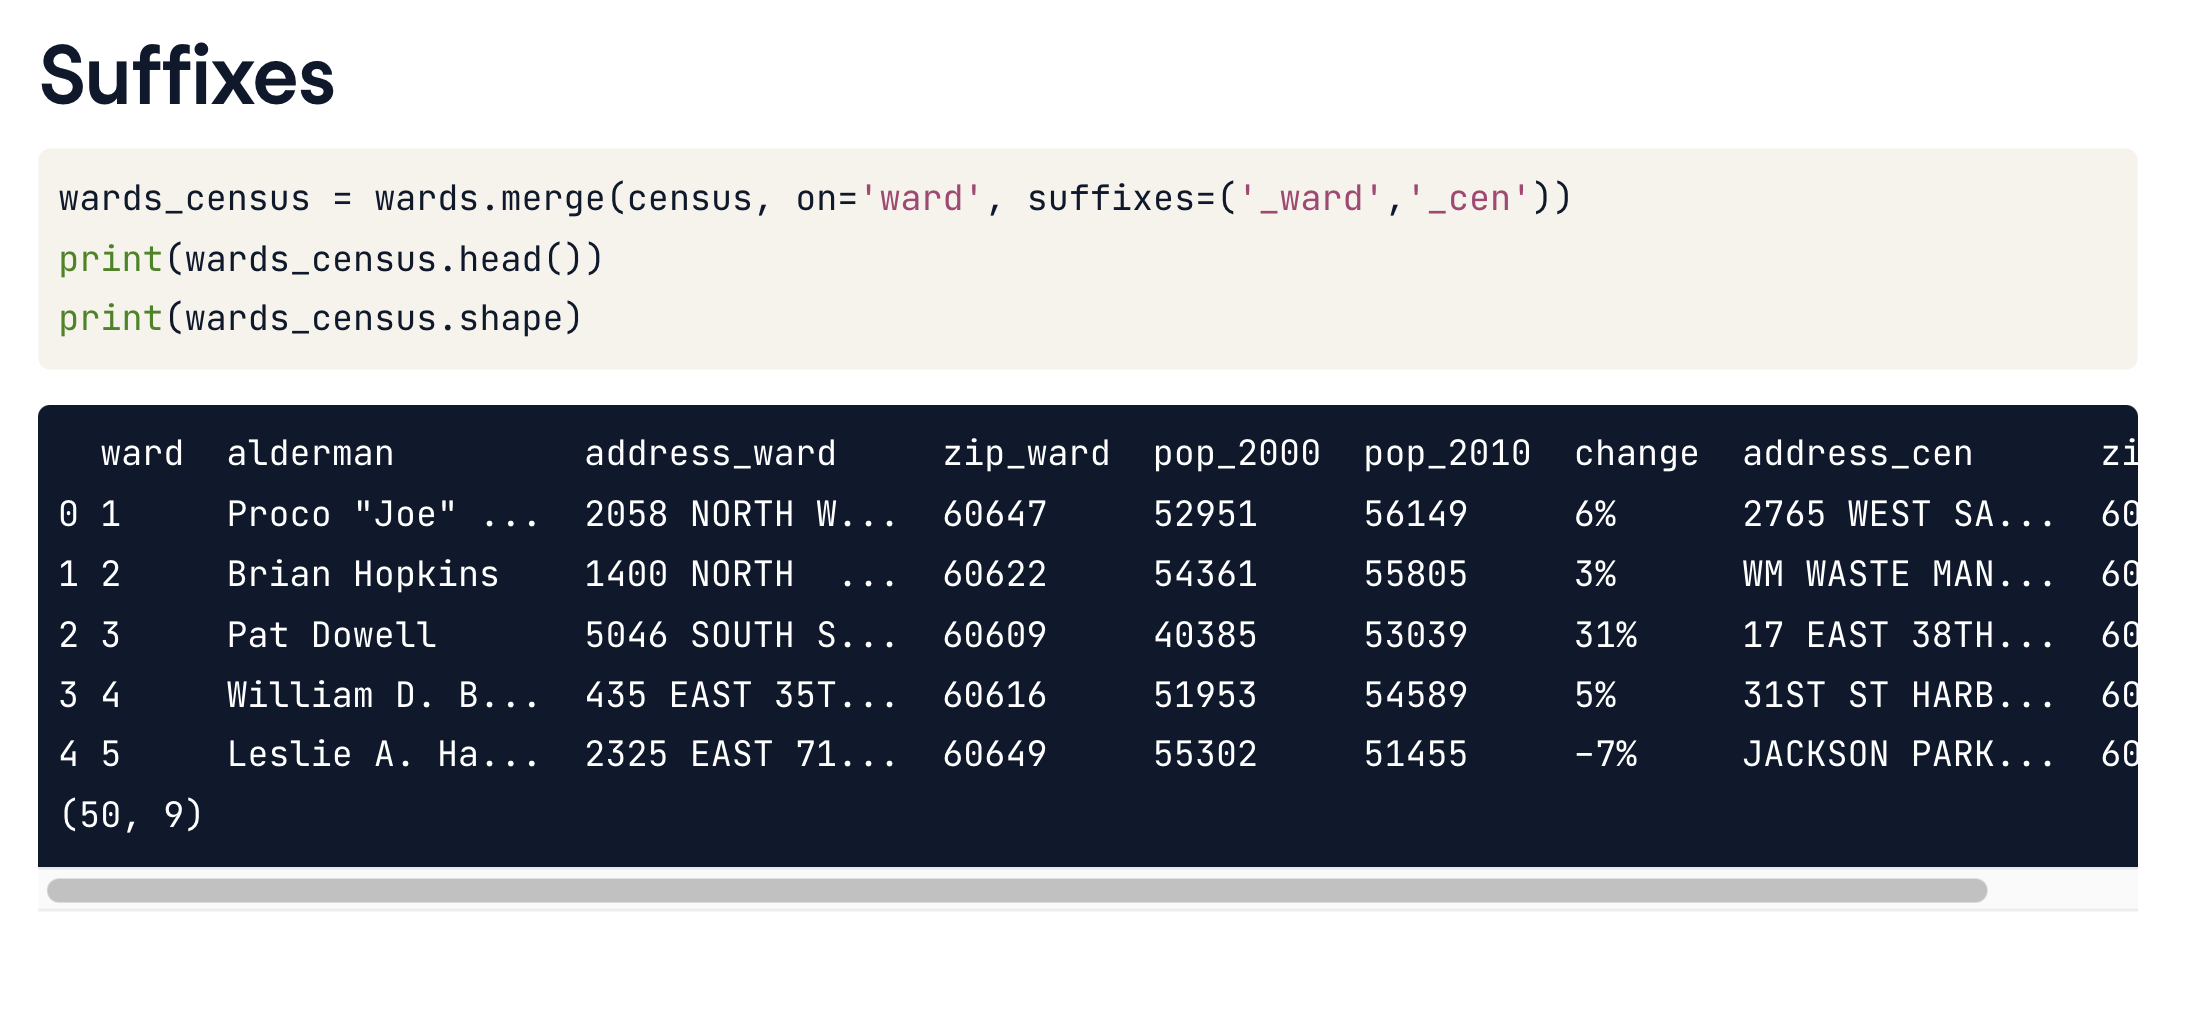 Suffixes
wards_census = wards.merge(census, on='ward', suffixes=('_ward','_cen'))
print(wards_census.head())
print(wards_census.shape)
ward alderman address_ward zip_ward pop_2000 pop_2010 change address_cen zi
0 1 Proco "Joe" ... 2058 NORTH W... 60647 52951 56149 6% 2765 WEST SA... 60
1 2 Brian Hopkins 1400 NORTH ... 60622 54361 55805 3% WM WASTE MAN... 60
2 3 Pat Dowell 5046 SOUTH S... 60609 40385 53039 31% 17 EAST 38TH... 60
3 4 William D. B... 435 EAST 35T... 60616 51953 54589 5% 31ST ST HARB... 60
4 5 Leslie A. Ha... 2325 EAST 71... 60649 55302 51455 -7% JACKSON PARK... 60
(50, 9)